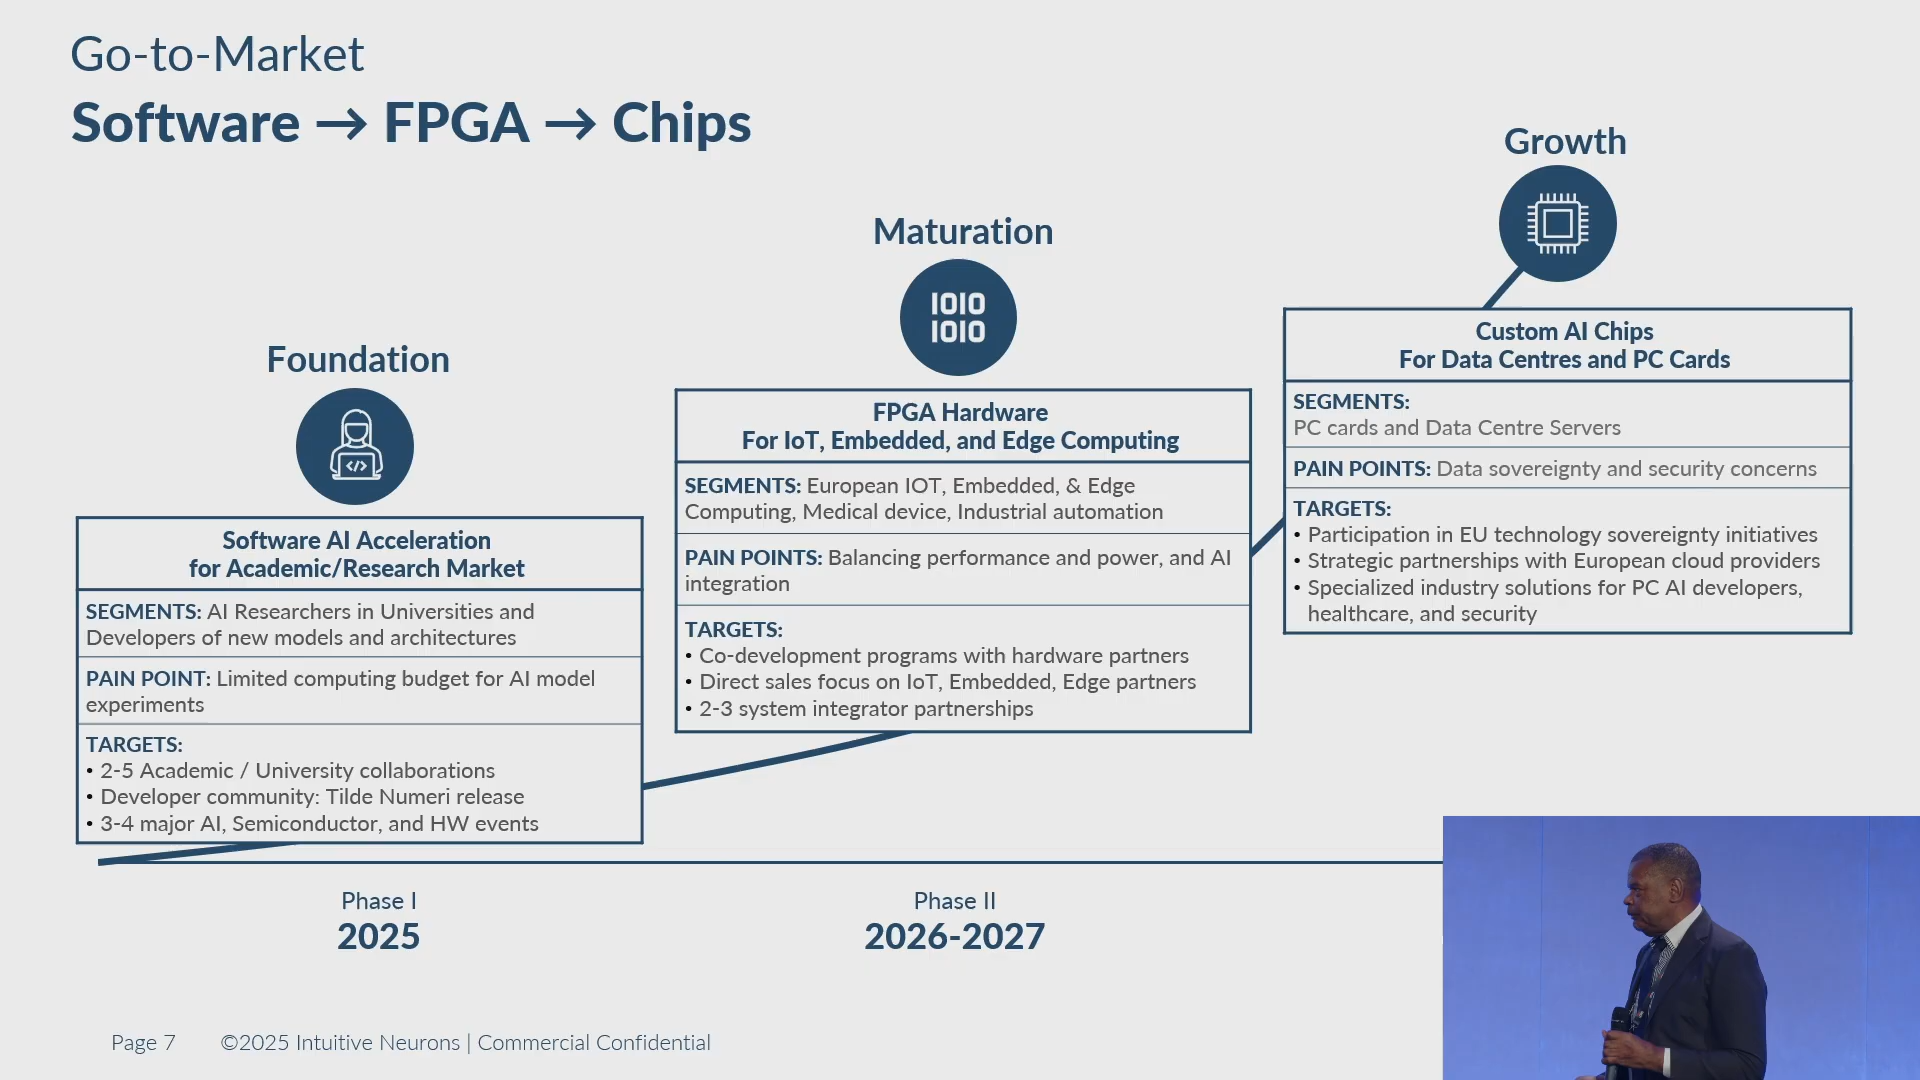 Go-to-Market
Software → FPGA → Chips
Foundation
Software AI Acceleration
for Academic/Research Market
SEGMENTS: AI Researchers in Universities and
Developers of new models and architectures
PAIN POINT: Limited computing budget for AI model
experiments
TARGETS:
• 2-5 Academic / University collaborations
• Developer community: Tilde Numeri release
• 3-4 major AI, Semiconductor, and HW events
Maturation
IOIO
IOIO
FPGA Hardware
For IoT, Embedded, and Edge Computing
SEGMENTS: European IOT, Embedded, & Edge
Computing, Medical device, Industrial automation
PAIN POINTS: Balancing performance and power, and AI
integration
TARGETS:
• Co-development programs with hardware partners
• Direct sales focus on IoT, Embedded, Edge partners
• 2-3 system integrator partnerships
Growth
Custom AI Chips
For Data Centres and PC Cards
SEGMENTS:
PC cards and Data Centre Servers
PAIN POINTS: Data sovereignty and security concerns
TARGETS:
• Participation in EU technology sovereignty initiatives
• Strategic partnerships with European cloud providers
• Specialized industry solutions for PC AI developers,
healthcare, and security
Phase I
2025
Phase II
2026-2027
Page 7
©2025 Intuitive Neurons | Commercial Confidential